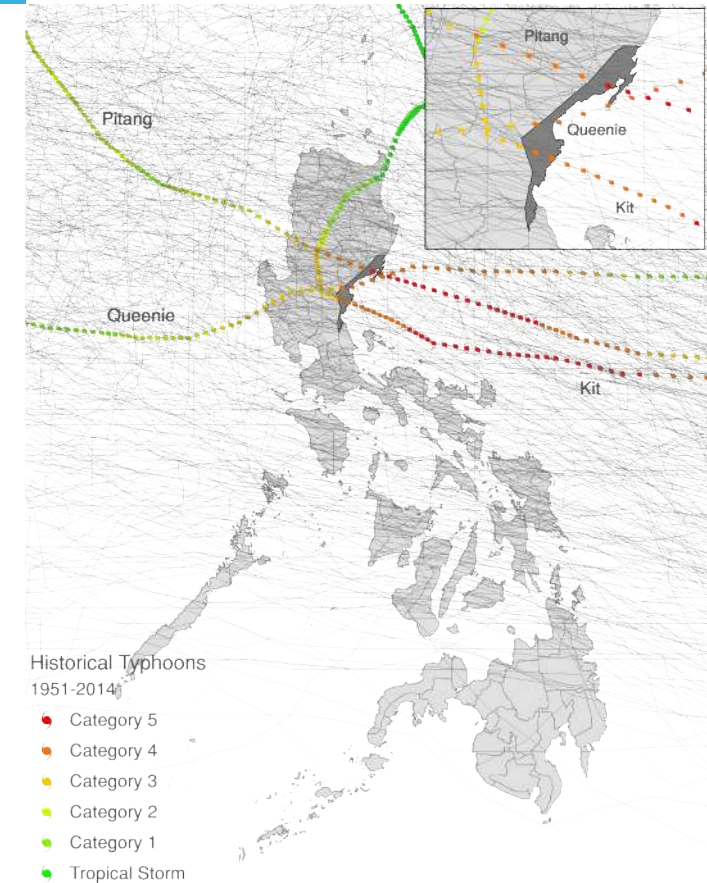 Pitang
Queenie
Kit
Pitang
Queenie
Kit
Historical Typhoons
1951-2014
Category 5
Category 4
Category 3
Category 2
Category 1
Tropical Storm